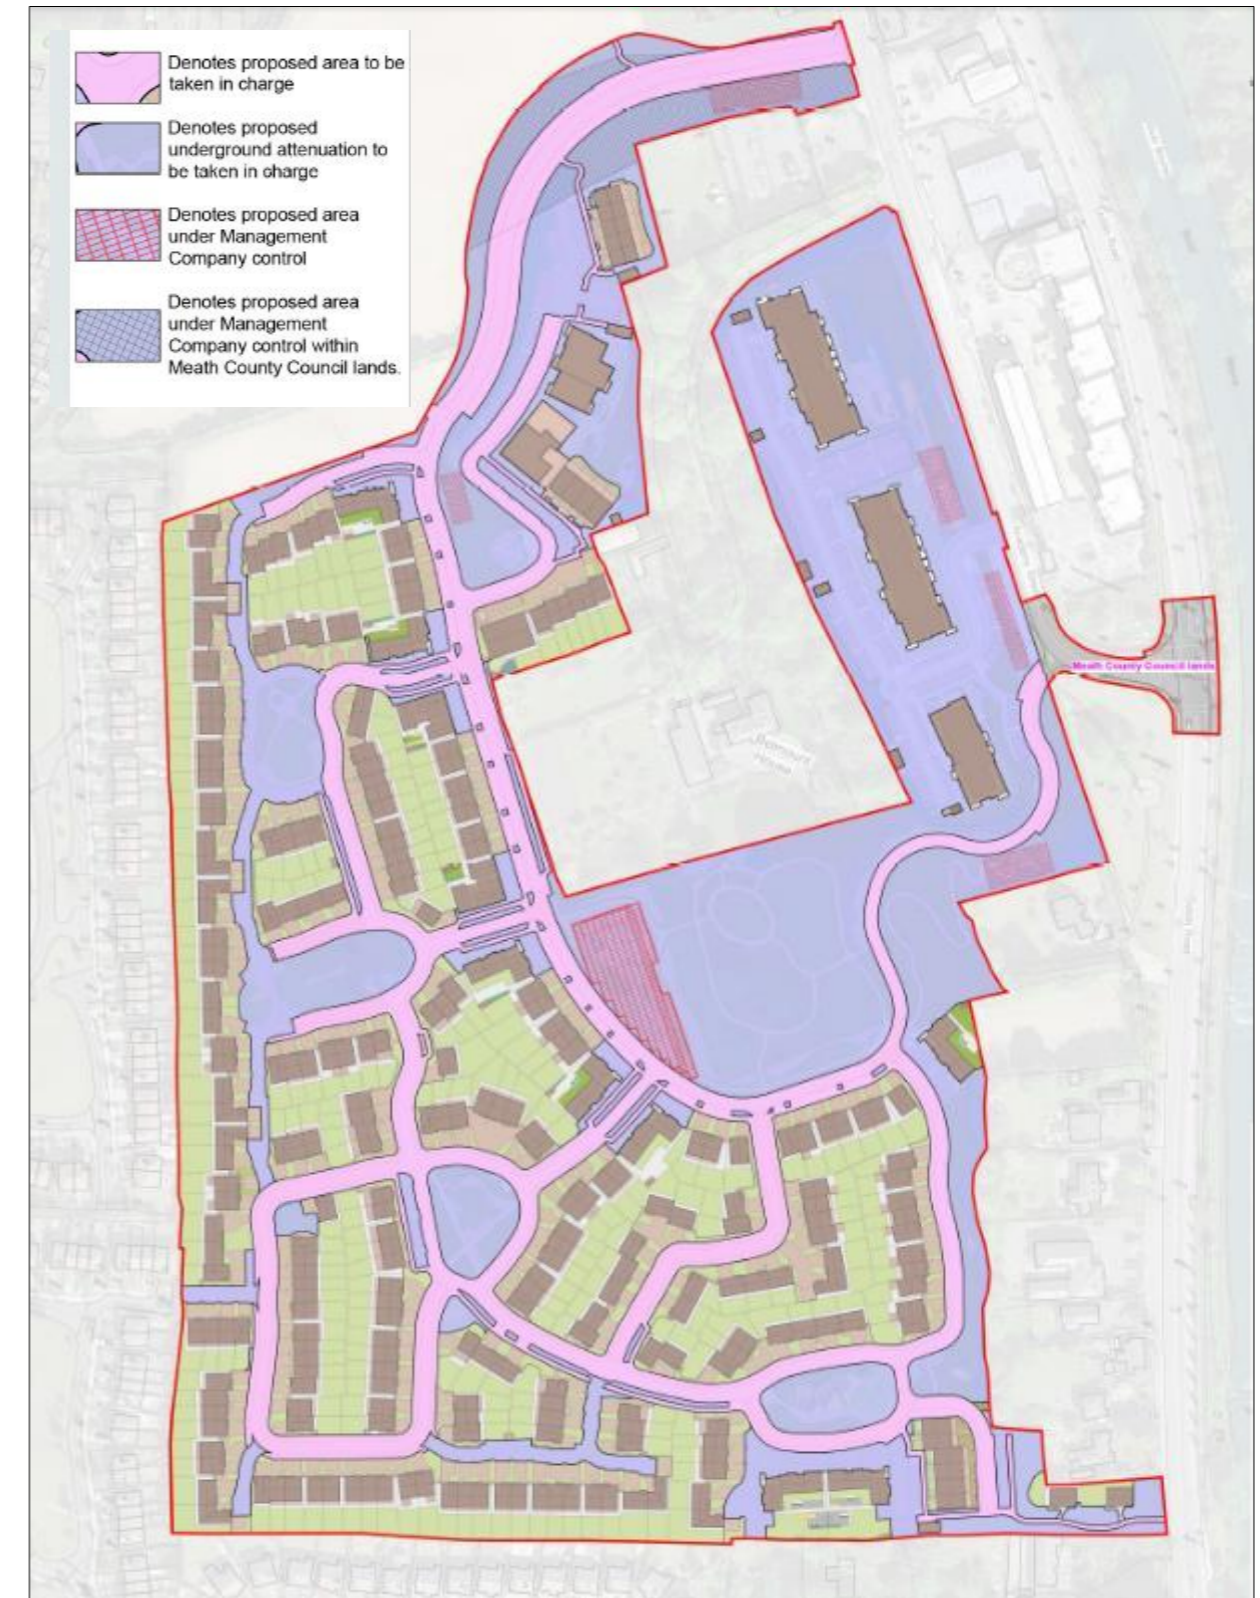 Denotes proposed area to be
taken in charge
Denotes proposed
underground attenuation to
be taken in charge
Denotes proposed area
under Management
Company control
Denotes proposed area
under Management
Company control within
Meath County Council lands.
Meath County Council lands
House